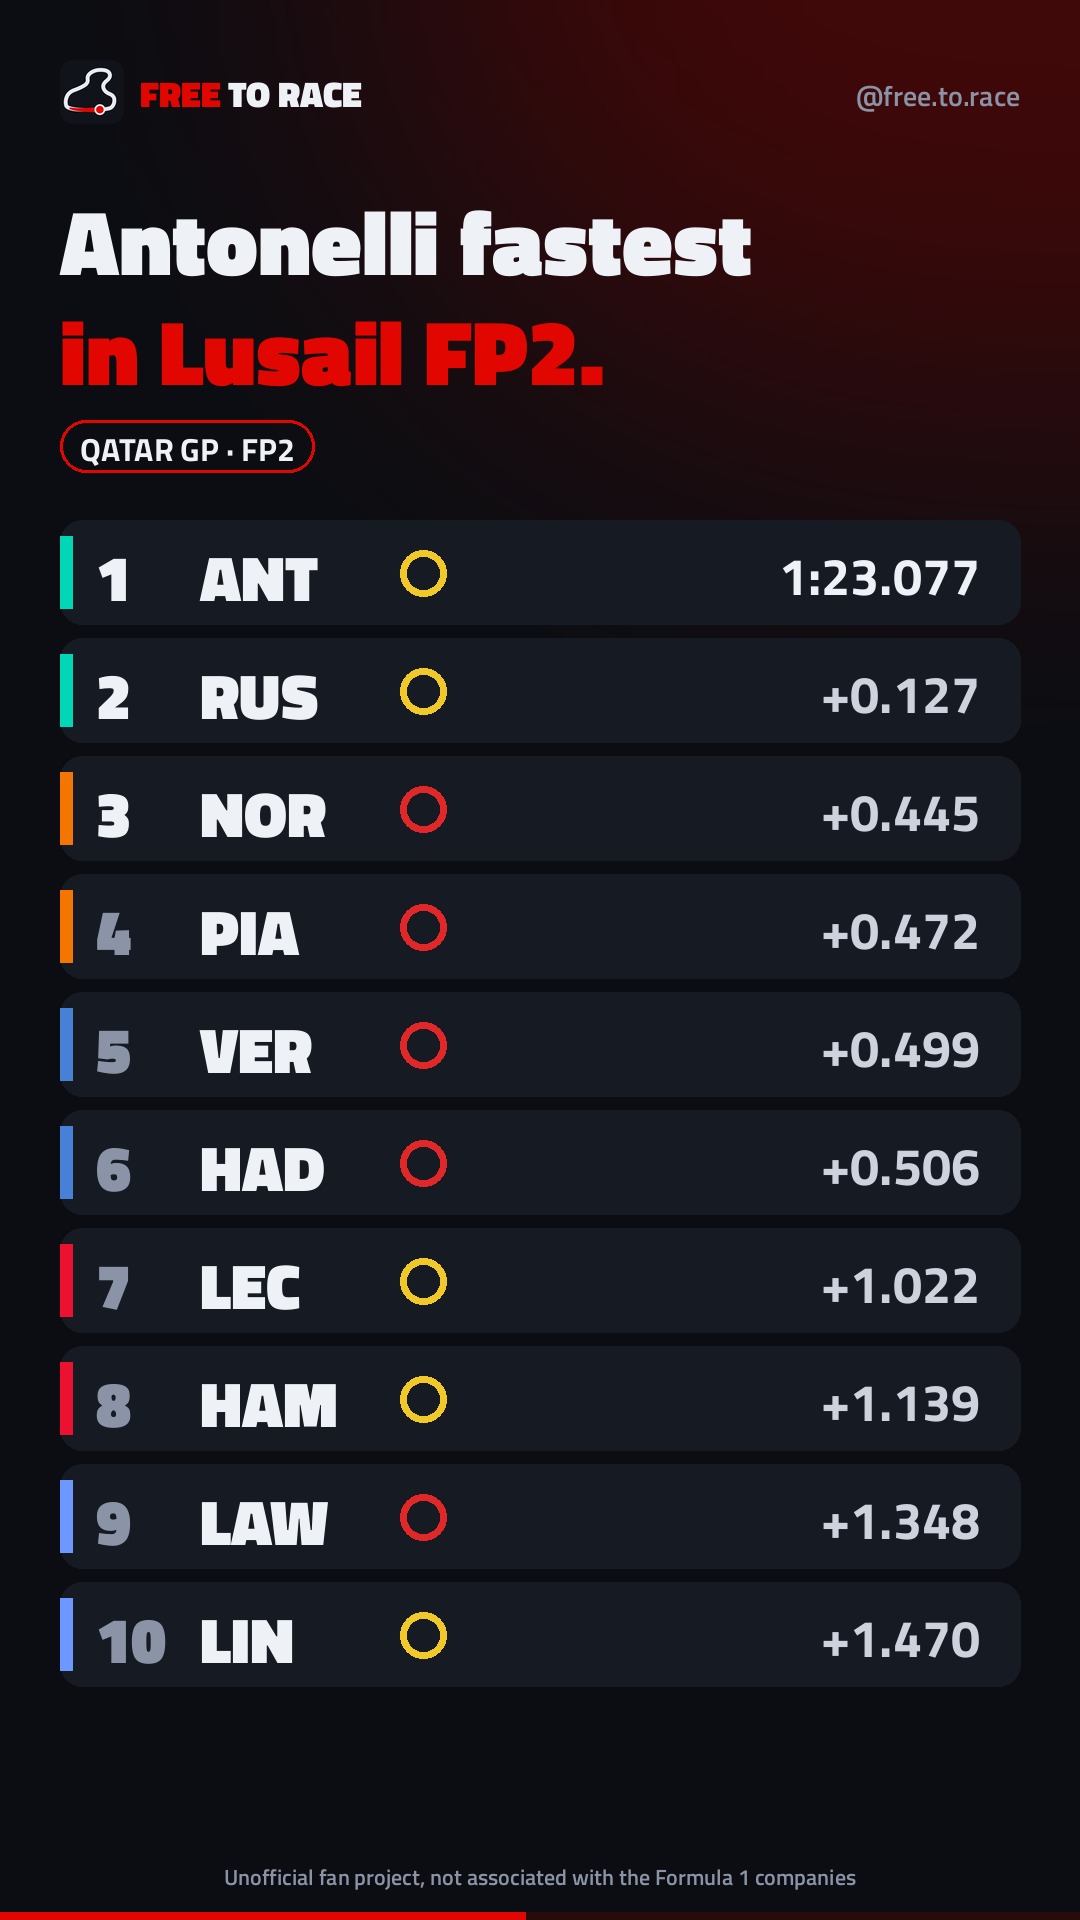 FREE TO RACE
@free.to.race
Antonelli fastest
in Lusail FP2.
QATAR GP · FP2
1 ANT 1:23.077
2 RUS +0.127
3 NOR +0.445
4 PIA +0.472
5 VER +0.499
6 HAD +0.506
7 LEC +1.022
8 HAM +1.139
9 LAW +1.348
10 LIN +1.470
Unofficial fan project, not associated with the Formula 1 companies